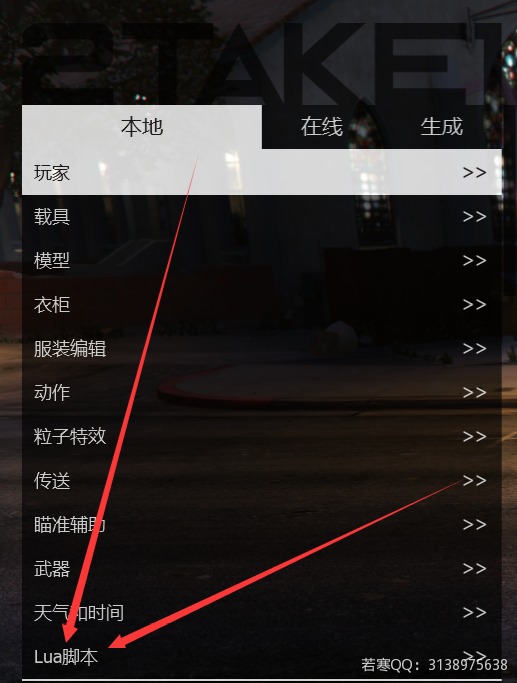 2TAKE1
本地 在线 生成
玩家 >>
载具 >>
模型 >>
衣柜 >>
服装编辑 >>
动作 >>
粒子特效 >>
传送 >>
瞄准辅助 >>
武器 >>
天气和时间 >>
Lua脚本 >>
若寒QQ：3138975638